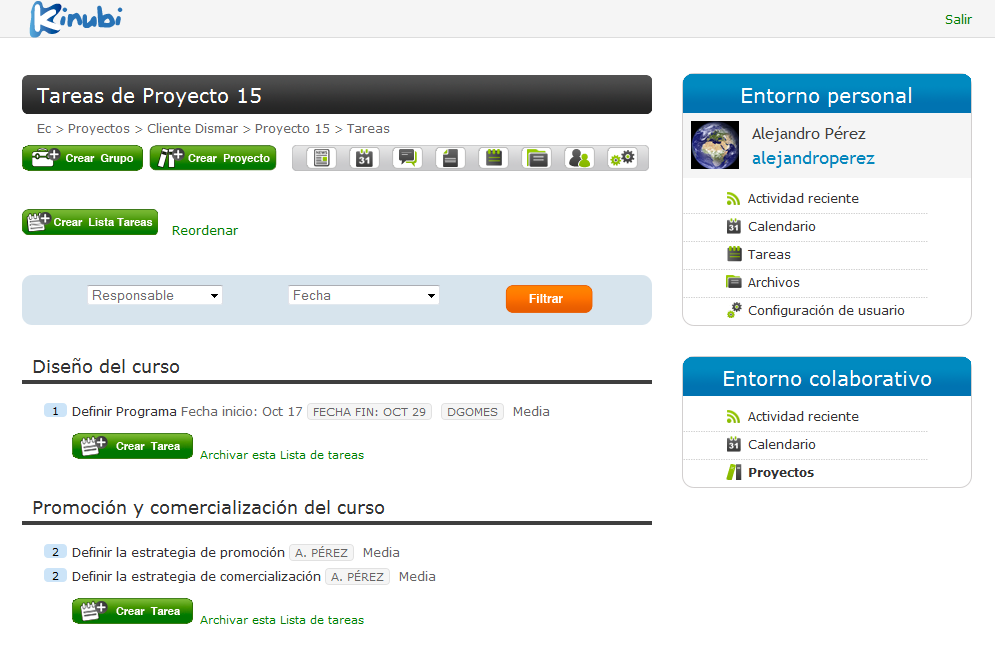 Kinubi
Salir
Tareas de Proyecto 15
Ec > Proyectos > Cliente Dismar > Proyecto 15 > Tareas
Crear Grupo
Crear Proyecto
31
Crear Lista Tareas
Reordenar
Responsable
Fecha
Filtrar
Diseño del curso
1 Definir Programa Fecha inicio: Oct 17 FECHA FIN: OCT 29 DGOMES Media
Crear Tarea
Archivar esta Lista de tareas
Promoción y comercialización del curso
2 Definir la estrategia de promoción A. PÉREZ Media
2 Definir la estrategia de comercialización A. PÉREZ Media
Crear Tarea
Archivar esta Lista de tareas
Entorno personal
Alejandro Pérez
alejandroperez
Actividad reciente
31 Calendario
Tareas
Archivos
Configuración de usuario
Entorno colaborativo
Actividad reciente
31 Calendario
Proyectos